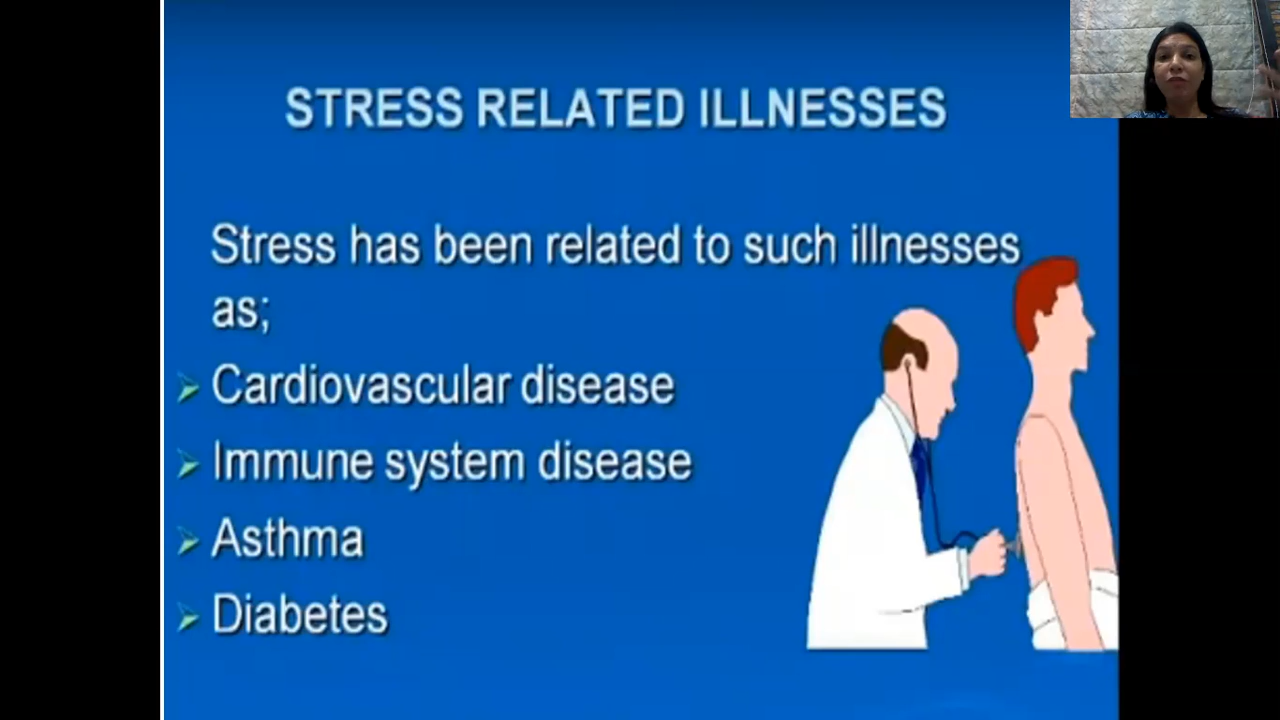 STRESS RELATED ILLNESSES
Stress has been related to such illnesses
as;
Cardiovascular disease
Immune system disease
Asthma
Diabetes